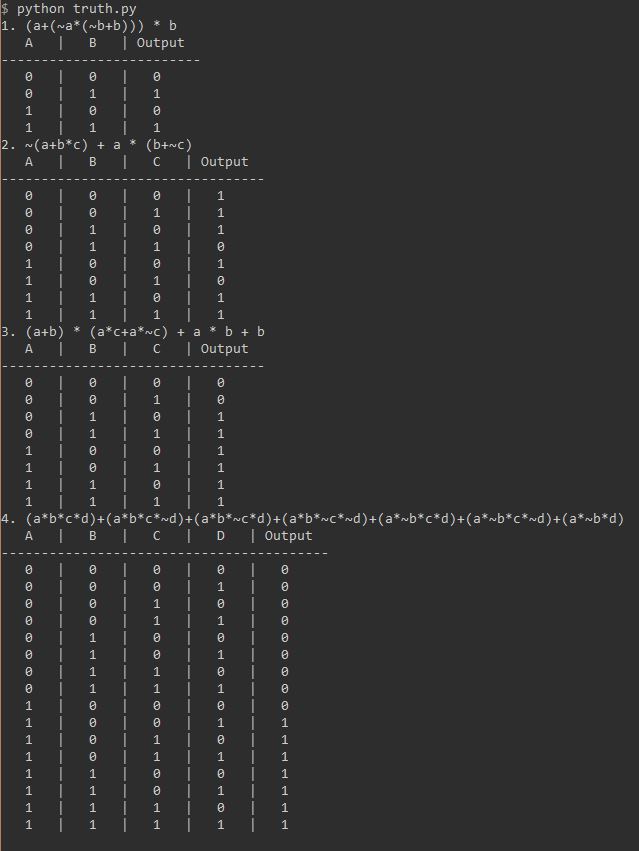 $ python truth.py
1. (a+(~a*(~b+b))) * b
   A   |   B   | Output
-------------------------
   0   |   0   |   0
   0   |   1   |   1
   1   |   0   |   0
   1   |   1   |   1
2. ~(a+b*c) + a * (b+~c)
   A   |   B   |   C   | Output
---------------------------------
   0   |   0   |   0   |   1
   0   |   0   |   1   |   1
   0   |   1   |   0   |   1
   0   |   1   |   1   |   0
   1   |   0   |   0   |   1
   1   |   0   |   1   |   0
   1   |   1   |   0   |   1
   1   |   1   |   1   |   1
3. (a+b) * (a*c+a*~c) + a * b + b
   A   |   B   |   C   | Output
---------------------------------
   0   |   0   |   0   |   0
   0   |   0   |   1   |   0
   0   |   1   |   0   |   1
   0   |   1   |   1   |   1
   1   |   0   |   0   |   1
   1   |   0   |   1   |   1
   1   |   1   |   0   |   1
   1   |   1   |   1   |   1
4. (a*b*c*d)+(a*b*c*~d)+(a*b*~c*d)+(a*b*~c*~d)+(a*~b*c*d)+(a*~b*c*~d)+(a*~b*d)
   A   |   B   |   C   |   D   | Output
-----------------------------------------
   0   |   0   |   0   |   0   |   0
   0   |   0   |   0   |   1   |   0
   0   |   0   |   1   |   0   |   0
   0   |   0   |   1   |   1   |   0
   0   |   1   |   0   |   0   |   0
   0   |   1   |   0   |   1   |   0
   0   |   1   |   1   |   0   |   0
   0   |   1   |   1   |   1   |   0
   1   |   0   |   0   |   0   |   0
   1   |   0   |   0   |   1   |   1
   1   |   0   |   1   |   0   |   1
   1   |   0   |   1   |   1   |   1
   1   |   1   |   0   |   0   |   1
   1   |   1   |   0   |   1   |   1
   1   |   1   |   1   |   0   |   1
   1   |   1   |   1   |   1   |   1